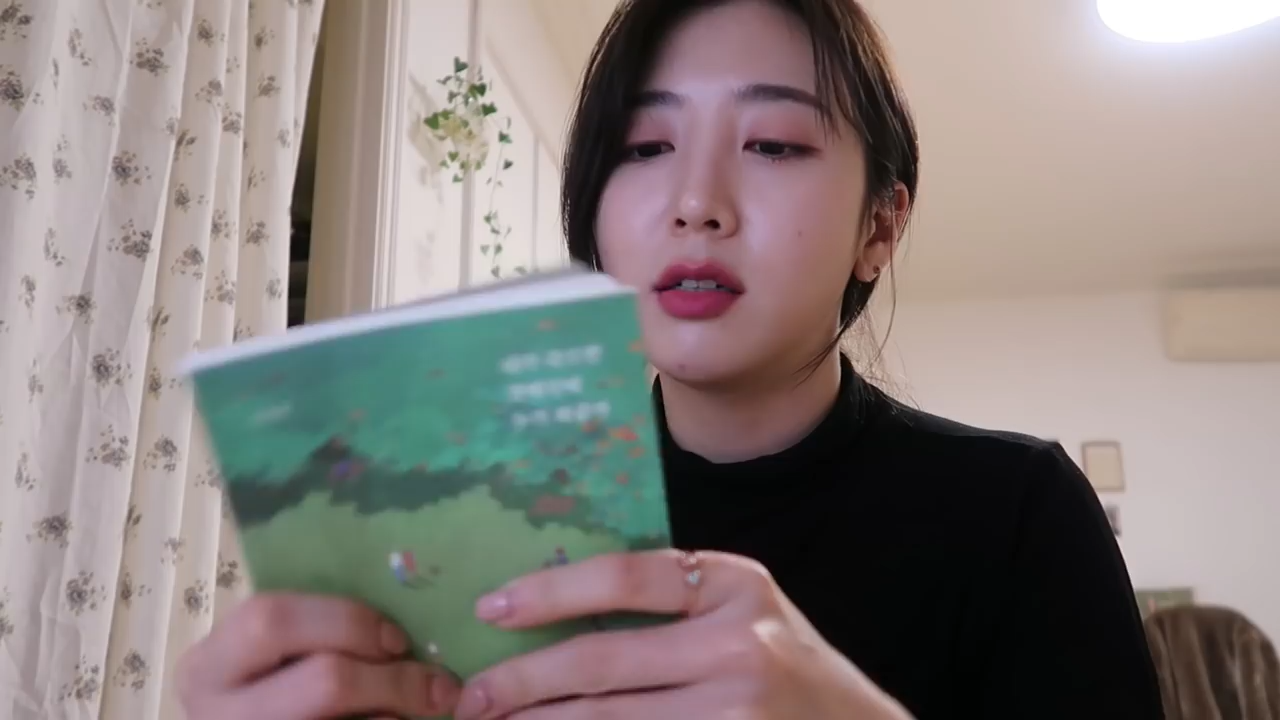 내가 죽으면
장례식에
누가 와줄까